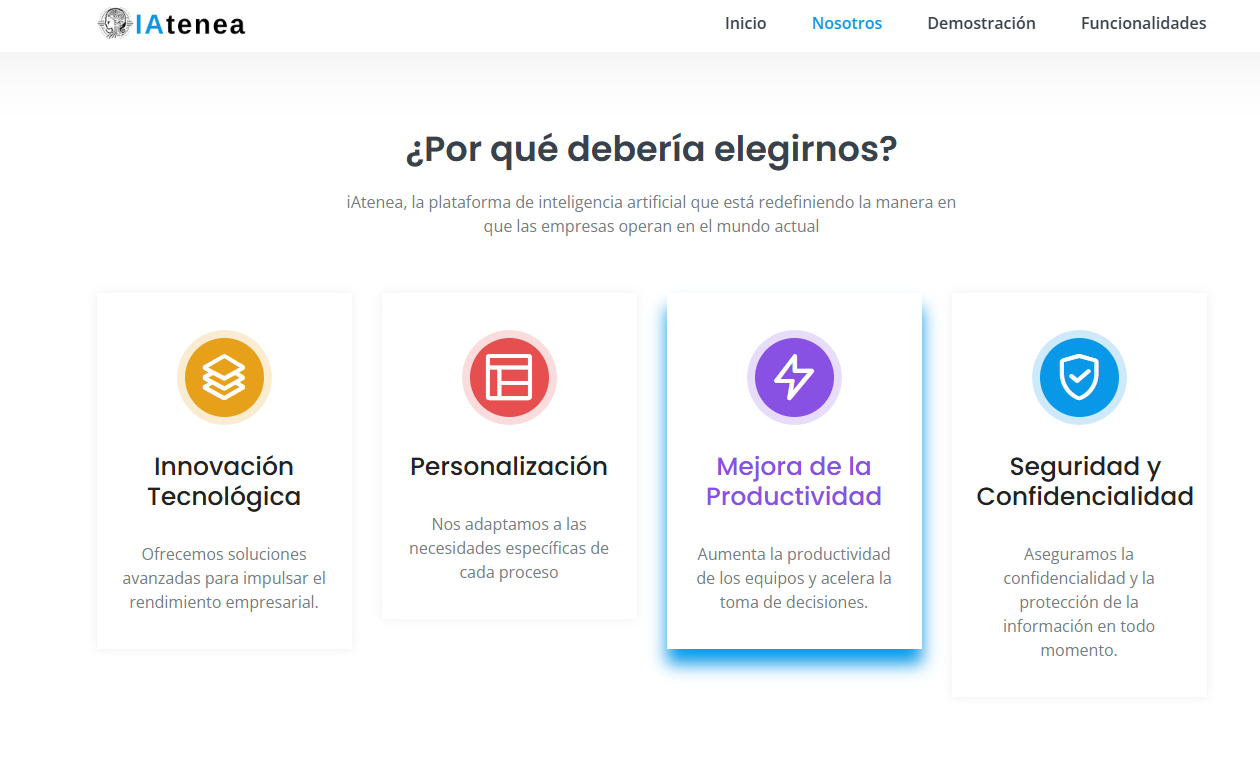 IAtenea
Inicio
Nosotros
Demostración
Funcionalidades
¿Por qué debería elegirnos?
iAtenea, la plataforma de inteligencia artificial que está redefiniendo la manera en
que las empresas operan en el mundo actual
Innovación
Tecnológica
Ofrecemos soluciones
avanzadas para impulsar el
rendimiento empresarial.
Personalización
Nos adaptamos a las
necesidades específicas de
cada proceso
Mejora de la
Productividad
Aumenta la productividad
de los equipos y acelera la
toma de decisiones.
Seguridad y
Confidencialidad
Aseguramos la
confidencialidad y la
protección de la
información en todo
momento.